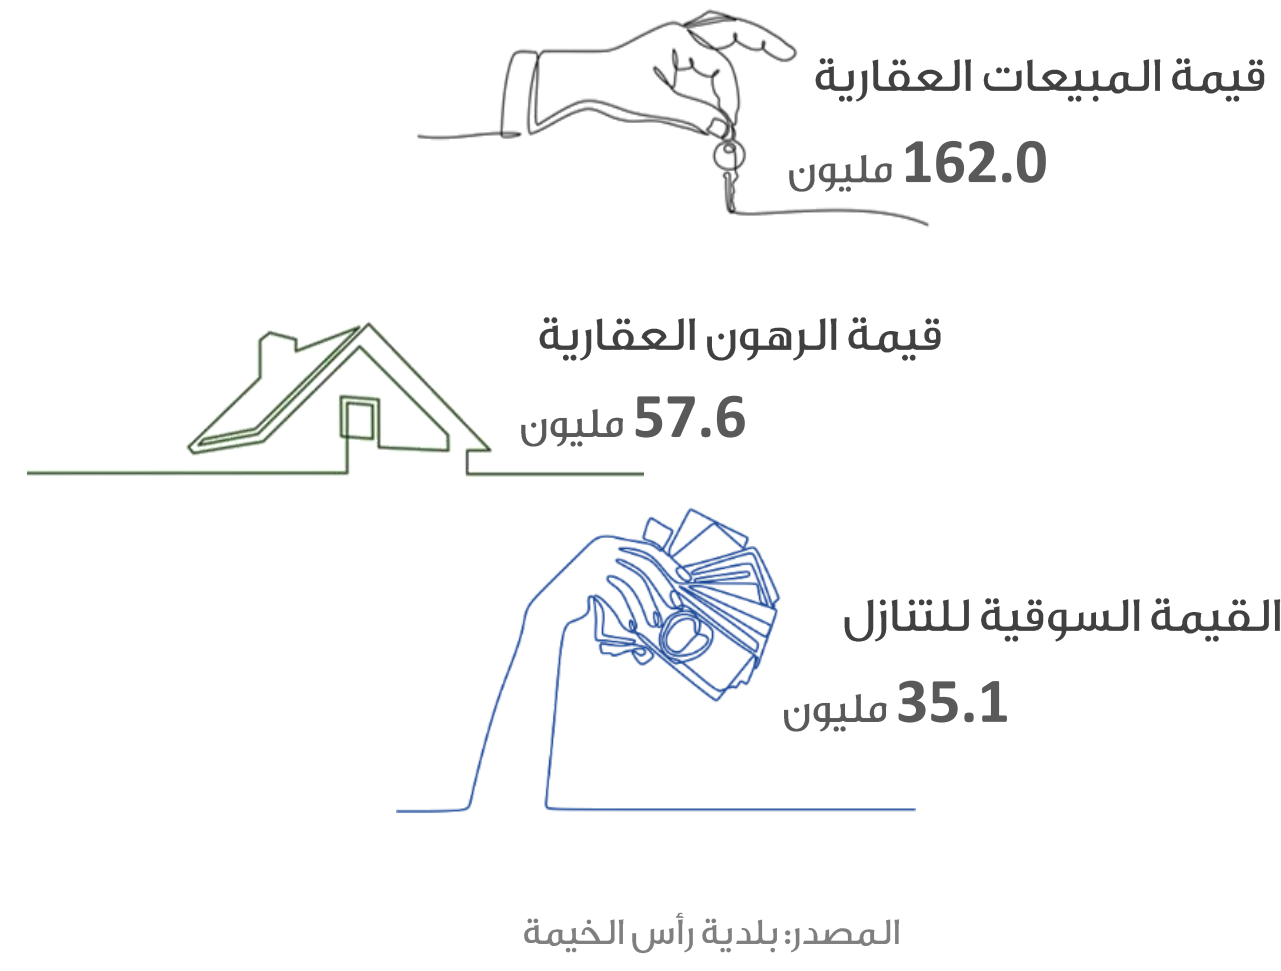 قيمة المبيعات العقارية
162.0 مليون
قيمة الرهون العقارية
57.6 مليون
القيمة السوقية للتنازل
35.1 مليون
المصدر: بلدية رأس الخيمة